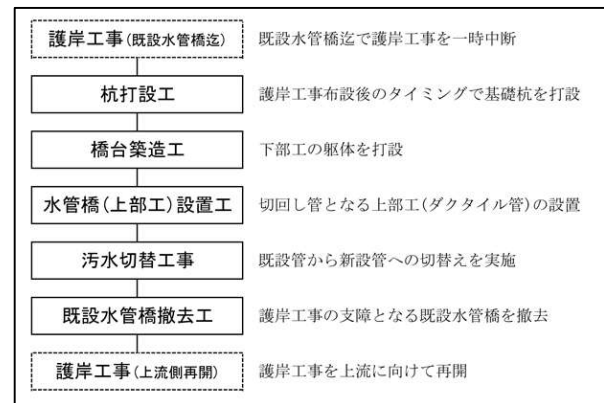 護岸工事(既設水管橋迄) 既設水管橋迄で護岸工事を一時中断
杭打設工 護岸工事布設後のタイミングで基礎杭を打設
橋台築造工 下部工の躯体を打設
水管橋(上部工)設置工 切回し管となる上部工(ダクタイル管)の設置
汚水切替工事 既設管から新設管への切替えを実施
既設水管橋撤去工 護岸工事の支障となる既設水管橋を撤去
護岸工事(上流側再開) 護岸工事を上流に向けて再開